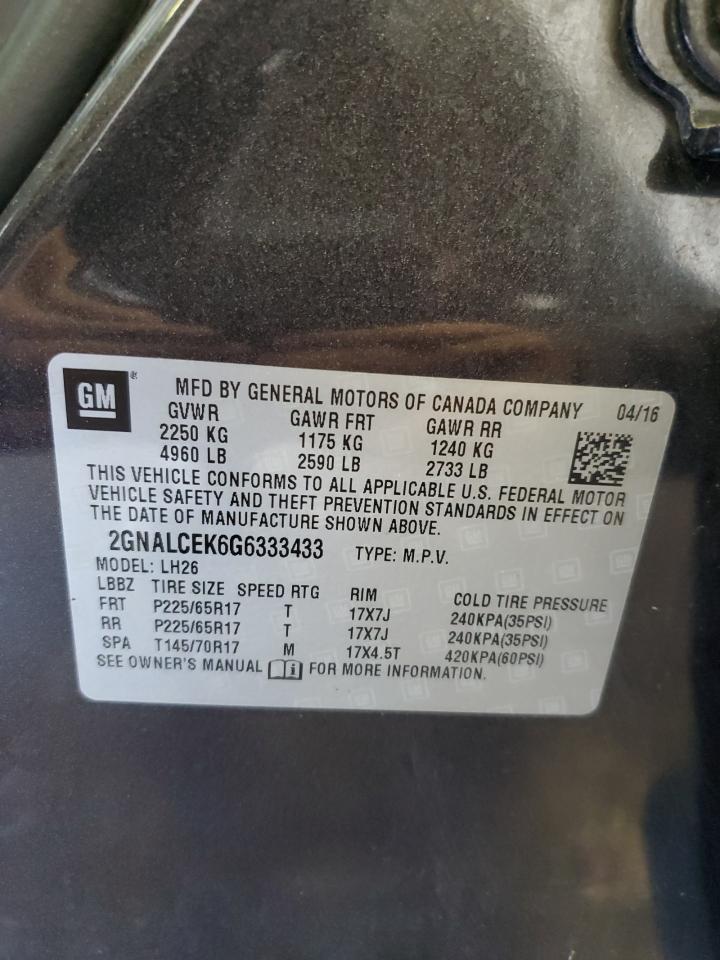 GM
MFD BY GENERAL MOTORS OF CANADA COMPANY 04/16
GVWR GAWR FRT GAWR RR
2250 KG 1175 KG 1240 KG
4960 LB 2590 LB 2733 LB
THIS VEHICLE CONFORMS TO ALL APPLICABLE U.S. FEDERAL MOTOR
VEHICLE SAFETY AND THEFT PREVENTION STANDARDS IN EFFECT ON
THE DATE OF MANUFACTURE SHOWN ABOVE.
2GNALCEK6G6333433 TYPE: M.P.V.
MODEL: LH26
LBBZ TIRE SIZE SPEED RTG RIM COLD TIRE PRESSURE
FRT P225/65R17 T 17X7J 240KPA(35PSI)
RR P225/65R17 T 17X7J 240KPA(35PSI)
SPA T145/70R17 M 17X4.5T 420KPA(60PSI)
SEE OWNER'S MANUAL i FOR MORE INFORMATION.